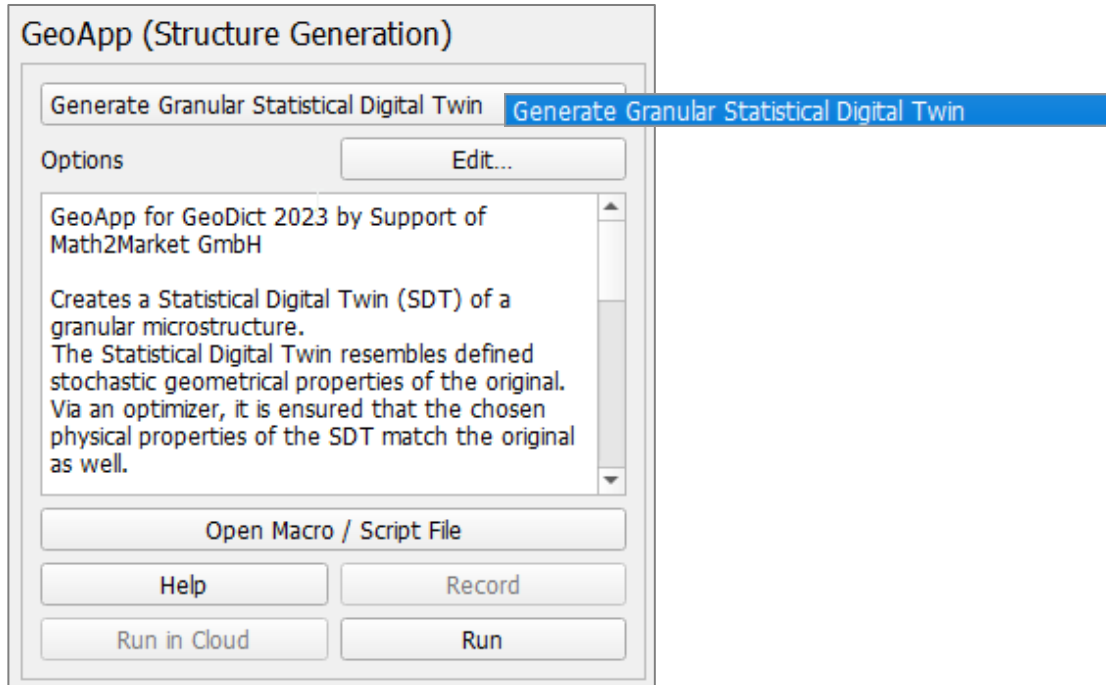 GeoApp (Structure Generation)
Generate Granular Statistical Digital Twin
Generate Granular Statistical Digital Twin
Options
Edit...
GeoApp for GeoDict 2023 by Support of
Math2Market GmbH
Creates a Statistical Digital Twin (SDT) of a
granular microstructure.
The Statistical Digital Twin resembles defined
stochastic geometrical properties of the original.
Via an optimizer, it is ensured that the chosen
physical properties of the SDT match the original
as well.
Open Macro / Script File
Help
Record
Run in Cloud
Run